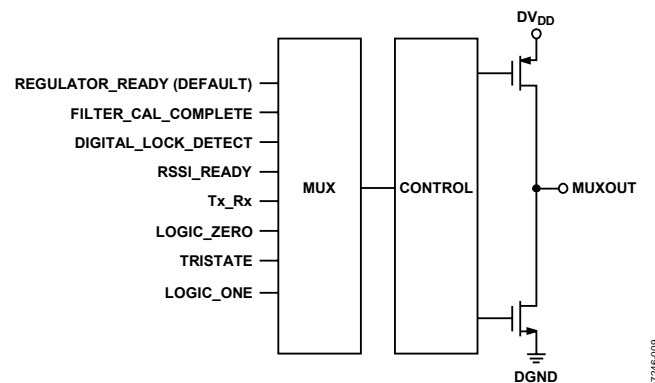 DVDD
REGULATOR_READY (DEFAULT)
FILTER_CAL_COMPLETE
DIGITAL_LOCK_DETECT
RSSI_READY
Tx_Rx
LOGIC_ZERO
TRISTATE
LOGIC_ONE
MUX
CONTROL
MUXOUT
DGND